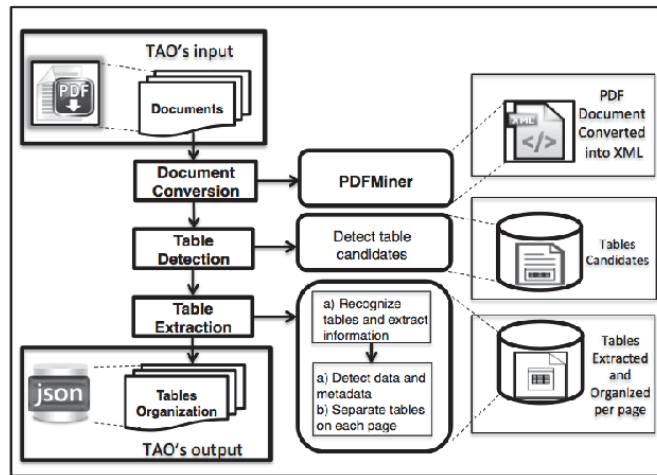 TAO's input
PDF
Documents
Document
Conversion
PDFMiner
XML
</>
PDF
Document
Converted
into XML
Table
Detection
Detect table
candidates
Tables
Candidates
Table
Extraction
a) Recognize
tables and extract
information
a) Detect data and
metadata
b) Separate tables
on each page
Tables
Extracted
and
Organized
per page
json
Tables
Organization
TAO's output